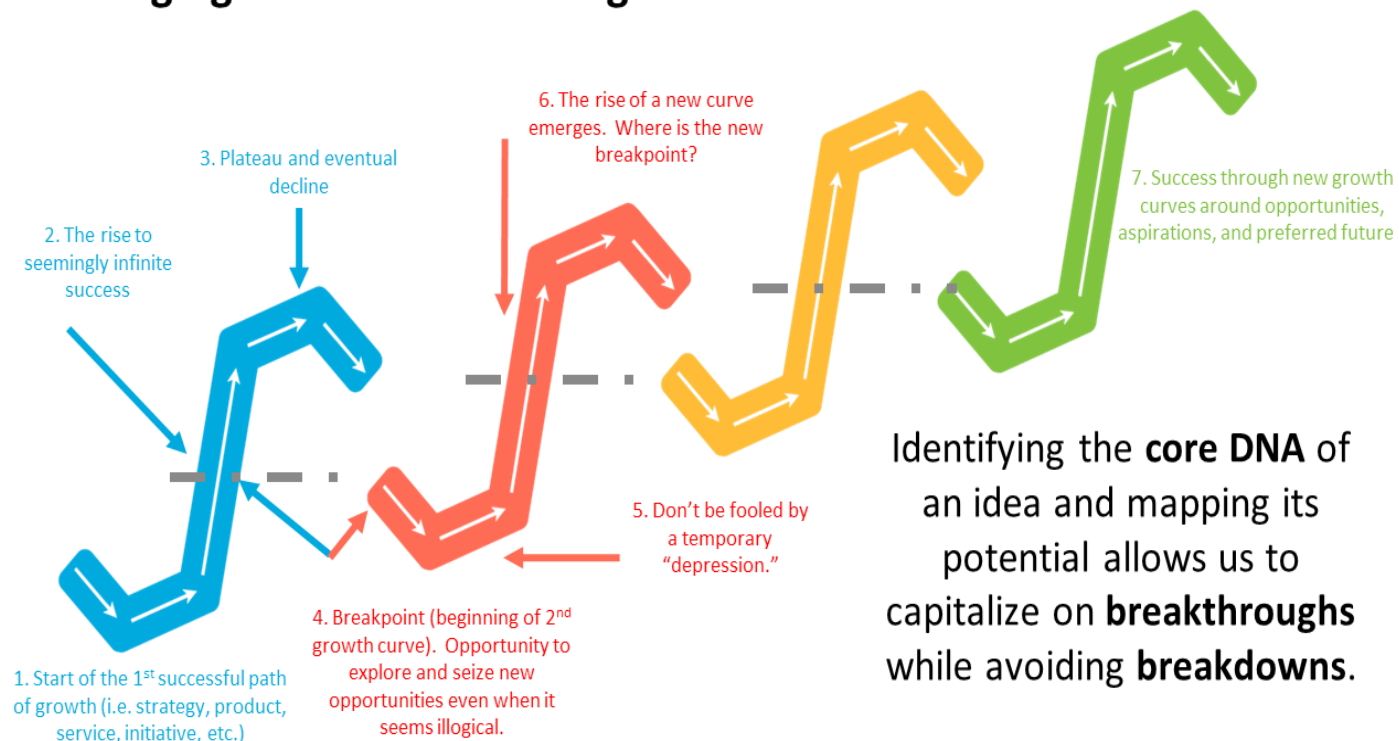 3. Plateau and eventual
decline
2. The rise to
seemingly infinite
success
6. The rise of a new curve
emerges.  Where is the new
breakpoint?
7. Success through new growth
curves around opportunities,
aspirations, and preferred future
5. Don’t be fooled by
a temporary
“depression.”
4. Breakpoint (beginning of 2nd
growth curve).  Opportunity to
explore and seize new
opportunities even when it
seems illogical.
1. Start of the 1st successful path
of growth (i.e. strategy, product,
service, initiative, etc.)
Identifying the core DNA of
an idea and mapping its
potential allows us to
capitalize on breakthroughs
while avoiding breakdowns.